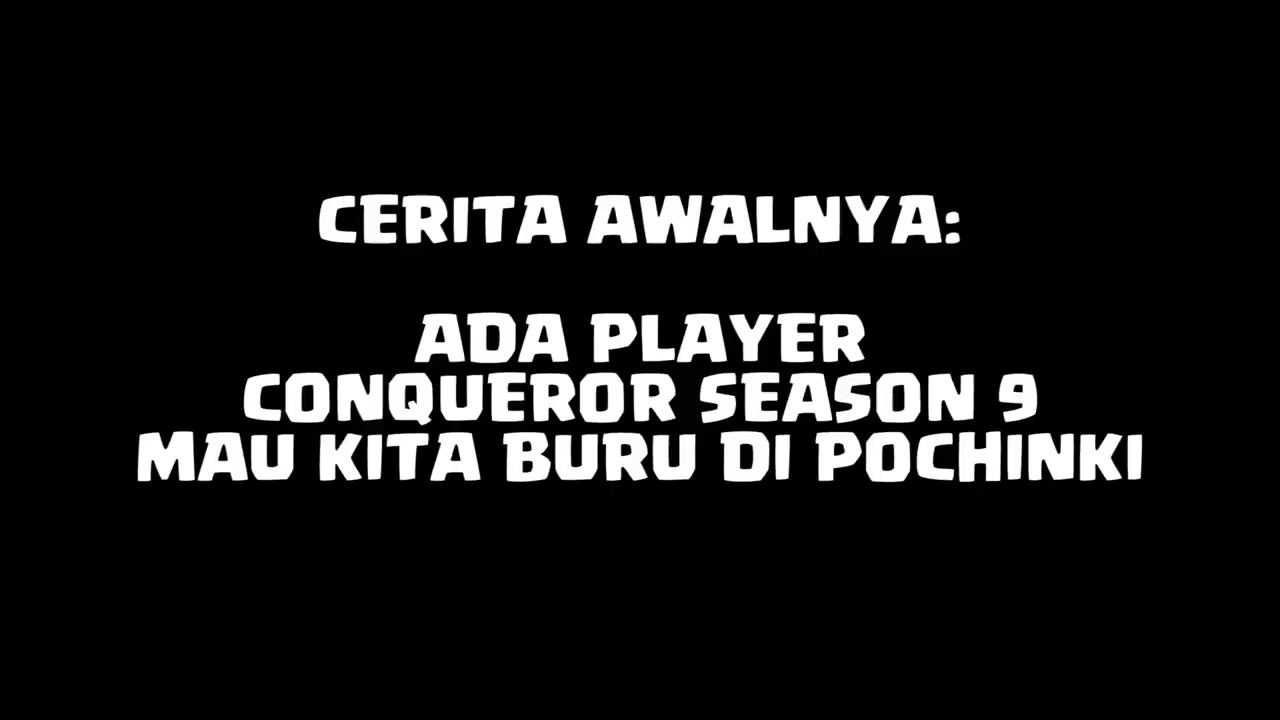 CERITA AWALNYA:
ADA PLAYER
CONQUEROR SEASON 9
MAU KITA BURU DI POCHINKI